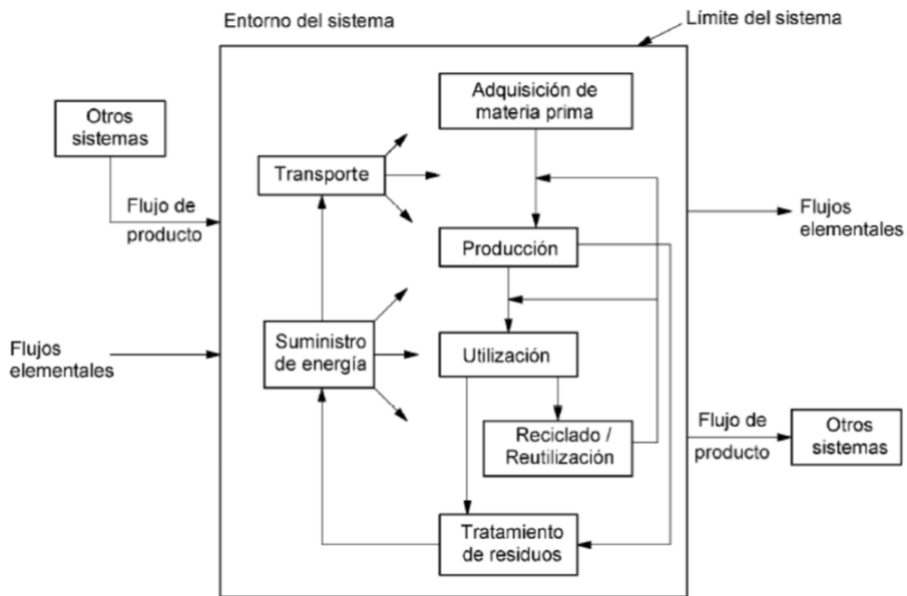 Entorno del sistema
Límite del sistema
Adquisición de
materia prima
Otros
sistemas
Transporte
Flujo de
producto
Flujos
elementales
Producción
Suministro
de energía
Utilización
Flujos
elementales
Reciclado /
Reutilización
Flujo de
producto
Otros
sistemas
Tratamiento
de residuos